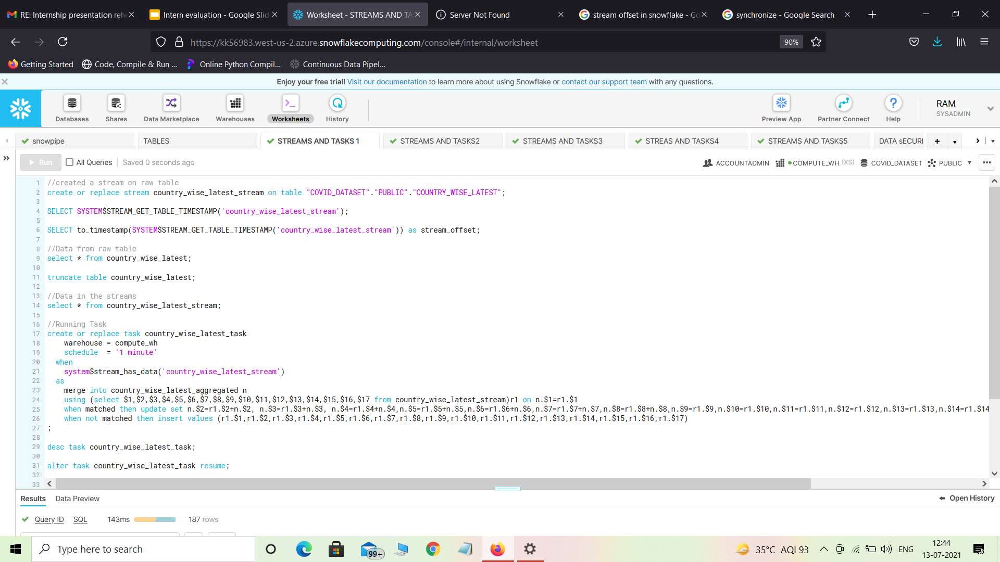 RE: Internship presentation reh
Intern evaluation - Google Slid
Worksheet - STREAMS AND TA
Server Not Found
stream offset in snowflake - Go
synchronize - Google Search
https://kk56983.west-us-2.azure.snowflakecomputing.com/console#/internal/worksheet
90%
Getting Started
Code, Compile & Run ...
Online Python Compil...
Continuous Data Pipel...
Enjoy your free trial! Visit our documentation to learn more about using Snowflake or contact our support team with any questions.
Databases
Shares
Data Marketplace
Warehouses
Worksheets
History
Preview App
Partner Connect
Help
RAM
SYSADMIN
snowpipe
TABLES
STREAMS AND TASKS 1
STREAMS AND TASKS2
STREAMS AND TASKS3
STREAS AND TASKS4
STREAMS AND TASKS5
DATA sECURI
Run
All Queries
Saved 0 seconds ago
ACCOUNTADMIN
COMPUTE_WH (XS)
COVID_DATASET
PUBLIC
1 //created a stream on raw table
2 create or replace stream country_wise_latest_stream on table "COVID_DATASET"."PUBLIC"."COUNTRY_WISE_LATEST";
3
4 SELECT SYSTEM$STREAM_GET_TABLE_TIMESTAMP('country_wise_latest_stream');
5
6 SELECT to_timestamp(SYSTEM$STREAM_GET_TABLE_TIMESTAMP('country_wise_latest_stream')) as stream_offset;
7
8 //Data from raw table
9 select * from country_wise_latest;
10
11 truncate table country_wise_latest;
12
13 //Data in the streams
14 select * from country_wise_latest_stream;
15
16 //Running Task
17 create or replace task country_wise_latest_task
18 warehouse = compute_wh
19 schedule = '1 minute'
20 when
21 system$stream_has_data('country_wise_latest_stream')
22 as
23 merge into country_wise_latest_aggregated n
24 using (select $1,$2,$3,$4,$5,$6,$7,$8,$9,$10,$11,$12,$13,$14,$15,$16,$17 from country_wise_latest_stream)r1 on n.$1=r1.$1
25 when matched then update set n.$2=r1.$2+n.$2, n.$3=r1.$3+n.$3, n.$4=r1.$4+n.$4,n.$5=r1.$5+n.$5,n.$6=r1.$6+n.$6,n.$7=r1.$7+n.$7,n.$8=r1.$8+n.$8,n.$9=r1.$9,n.$10=r1.$10,n.$11=r1.$11,n.$12=r1.$12,n.$13=r1.$13,n.$14=r1.$14
26 when not matched then insert values (r1.$1,r1.$2,r1.$3,r1.$4,r1.$5,r1.$6,r1.$7,r1.$8,r1.$9,r1.$10,r1.$11,r1.$12,r1.$13,r1.$14,r1.$15,r1.$16,r1.$17)
27 ;
28
29 desc task country_wise_latest_task;
30
31 alter task country_wise_latest_task resume;
32
33
Results
Data Preview
Open History
Query ID
SQL
143ms
187 rows
Type here to search
99+
35°C AQI 93
ENG
12:44
13-07-2021